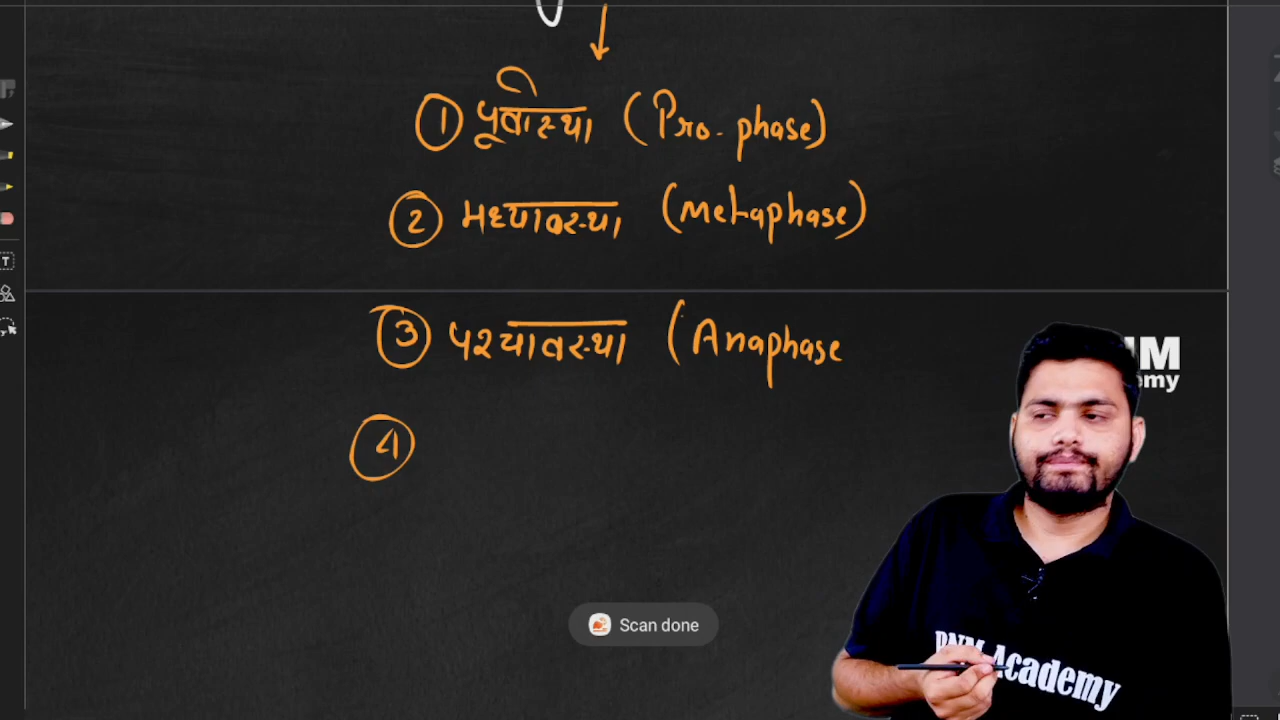 ① पूर्वावस्था (Pro-phase)
② मध्यावस्था (Metaphase)
③ पश्चावस्था (Anaphase
④
Scan done
Academy